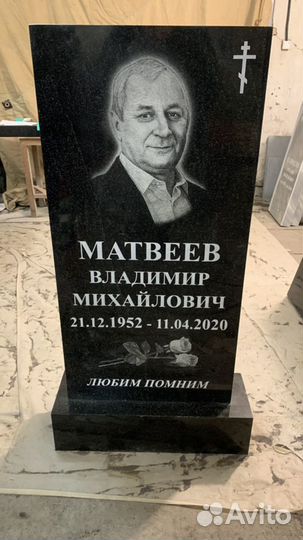 МАТВЕЕВ
ВЛАДИМИР
МИХАЙЛОВИЧ
21.12.1952 - 11.04.2020
ЛЮБИМ ПОМНИМ
Avito